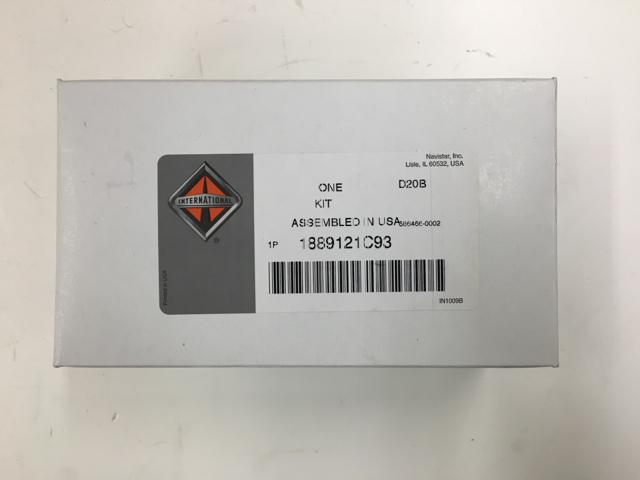 Navistar, Inc.
Lisle, IL 60532, USA
ONE D20B
KIT
ASSEMBLED IN USA 586466-0002
1P 1889121C93
IN1009B
INTERNATIONAL
®
Printed in USA